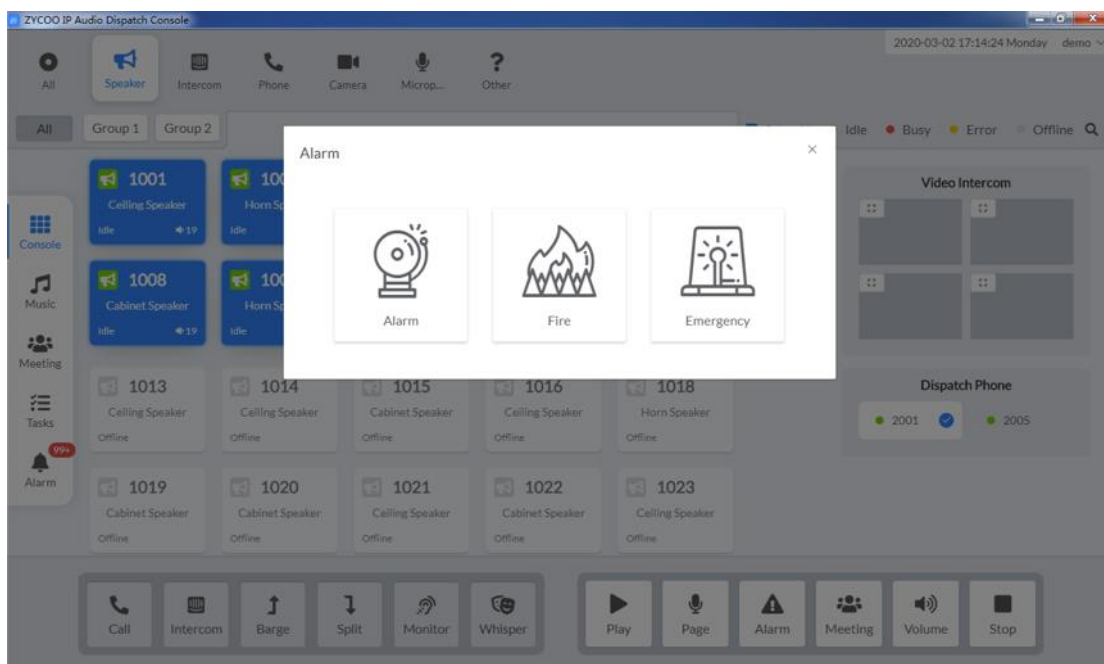 ZYCOO IP Audio Dispatch Console
2020-03-02 17:14:24 Monday demo
All
Speaker
Intercom
Phone
Camera
Microp...
Other
All
Group 1
Group 2
Idle
Busy
Error
Offline
Console
Music
Meeting
Tasks
99+
Alarm
1001
Ceiling Speaker
Idle 19
Idle
1008
Cabinet Speaker
Idle 19
Idle
Alarm
Alarm
Fire
Emergency
1013
Ceiling Speaker
Offline
1014
Ceiling Speaker
Offline
1015
Cabinet Speaker
Offline
1016
Ceiling Speaker
Offline
1018
Horn Speaker
Offline
1019
Cabinet Speaker
Offline
1020
Cabinet Speaker
Offline
1021
Ceiling Speaker
Offline
1022
Cabinet Speaker
Offline
1023
Ceiling Speaker
Offline
Video Intercom
Dispatch Phone
2001
2005
Call
Intercom
Barge
Split
Monitor
Whisper
Play
Page
Alarm
Meeting
Volume
Stop